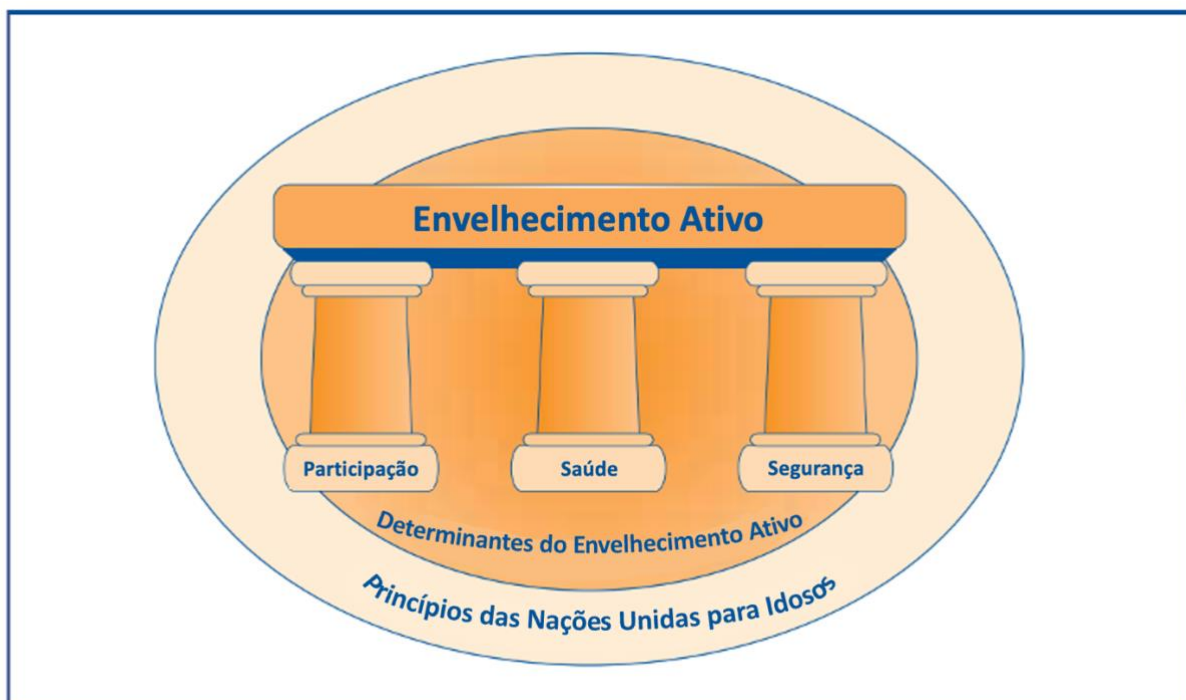 Envelhecimento Ativo
Participação
Saúde
Segurança
Determinantes do Envelhecimento Ativo
Princípios das Nações Unidas para Idosos